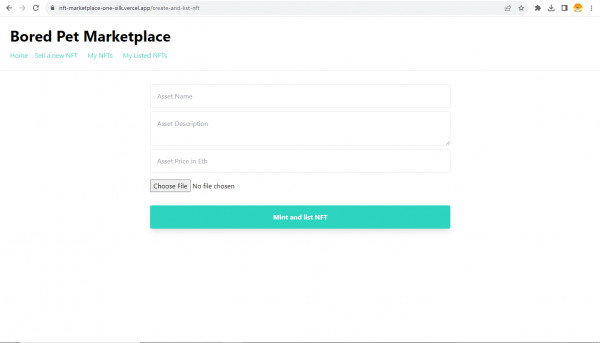 nft-marketplace-one-silk.vercel.app/create-and-list-nft
Bored Pet Marketplace
Home Sell a new NFT My NFTs My Listed NFTs
Asset Name
Asset Description
Asset Price in Eth
Choose File No file chosen
Mint and list NFT